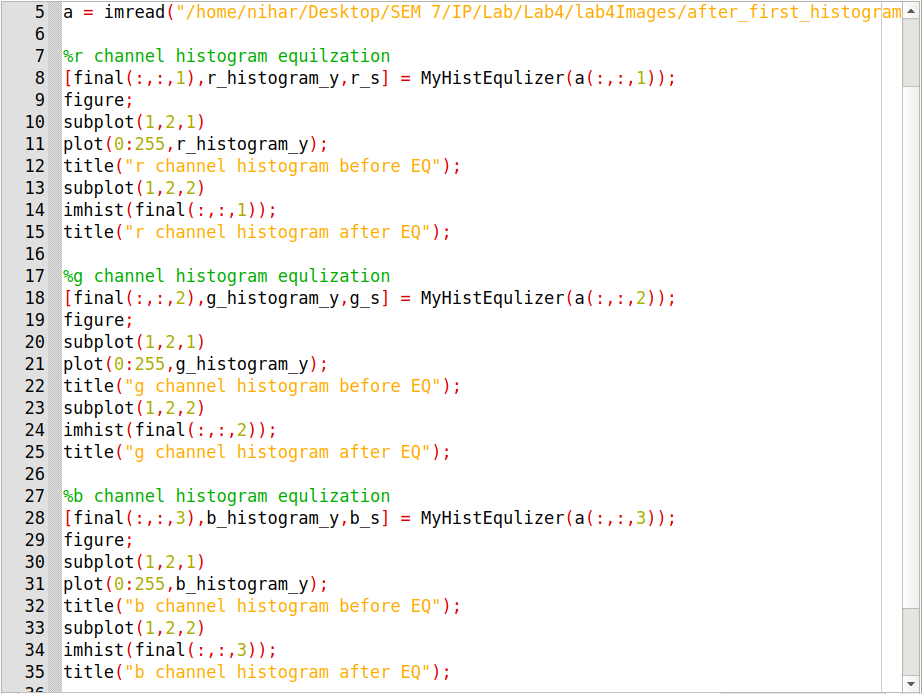 5 a = imread("/home/nihar/Desktop/SEM 7/IP/Lab/Lab4/lab4Images/after_first_histogram
6
7 %r channel histogram equilzation
8 [final(:,:,1),r_histogram_y,r_s] = MyHistEqulizer(a(:,:,1));
9 figure;
10 subplot(1,2,1)
11 plot(0:255,r_histogram_y);
12 title("r channel histogram before EQ");
13 subplot(1,2,2)
14 imhist(final(:,:,1));
15 title("r channel histogram after EQ");
16
17 %g channel histogram equlization
18 [final(:,:,2),g_histogram_y,g_s] = MyHistEqulizer(a(:,:,2));
19 figure;
20 subplot(1,2,1)
21 plot(0:255,g_histogram_y);
22 title("g channel histogram before EQ");
23 subplot(1,2,2)
24 imhist(final(:,:,2));
25 title("g channel histogram after EQ");
26
27 %b channel histogram equlization
28 [final(:,:,3),b_histogram_y,b_s] = MyHistEqulizer(a(:,:,3));
29 figure;
30 subplot(1,2,1)
31 plot(0:255,b_histogram_y);
32 title("b channel histogram before EQ");
33 subplot(1,2,2)
34 imhist(final(:,:,3));
35 title("b channel histogram after EQ");